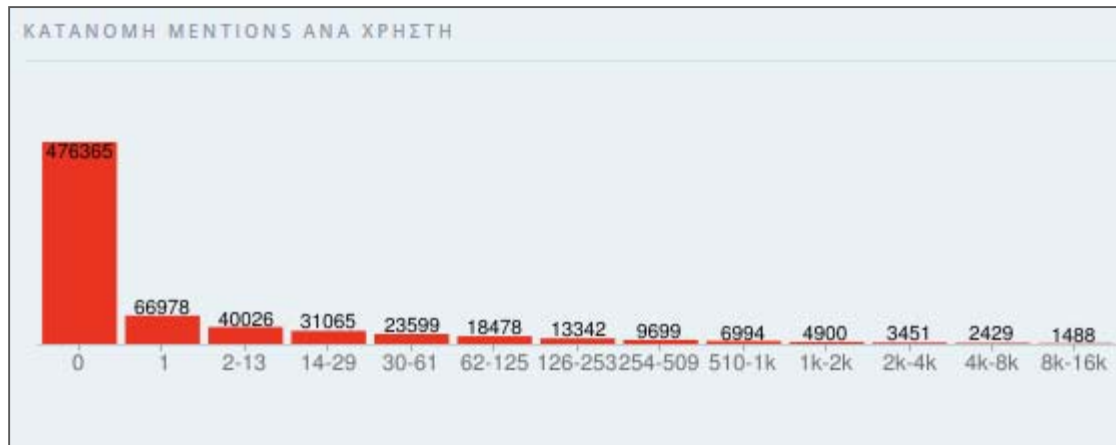 ΚΑΤΑΝΟΜΗ MENTIONS ΑΝΑ ΧΡΗΣΤΗ
476365 66978 40026 31065 23599 18478 13342 9699 6994 4900 3451 2429 1488
0 1 2-13 14-29 30-61 62-125 126-253 254-509 510-1k 1k-2k 2k-4k 4k-8k 8k-16k